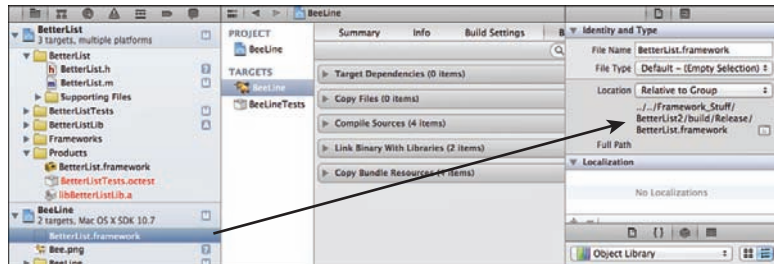 BeeLine
BetterList
3 targets, multiple platforms
BetterList
BetterList.h
BetterList.m
Supporting Files
BetterListTests
BetterListLib
Frameworks
Products
BetterList.framework
BetterListTests.octest
libBetterListLib.a
BeeLine
2 targets, Mac OS X SDK 10.7
BetterList.framework
Bee.png
BeeLine
PROJECT
BeeLine
TARGETS
BeeLine
BeeLineTests
Summary Info Build Settings B
Target Dependencies (0 items)
Copy Files (0 items)
Compile Sources (4 items)
Link Binary With Libraries (2 items)
Copy Bundle Resources (4 items)
Identity and Type
File Name BetterList.framework
File Type Default – (Empty Selection)
Location Relative to Group
../../Framework_Stuff/
BetterList2/build/Release/
BetterList.framework
Full Path
Localization
No Localizations
Object Library